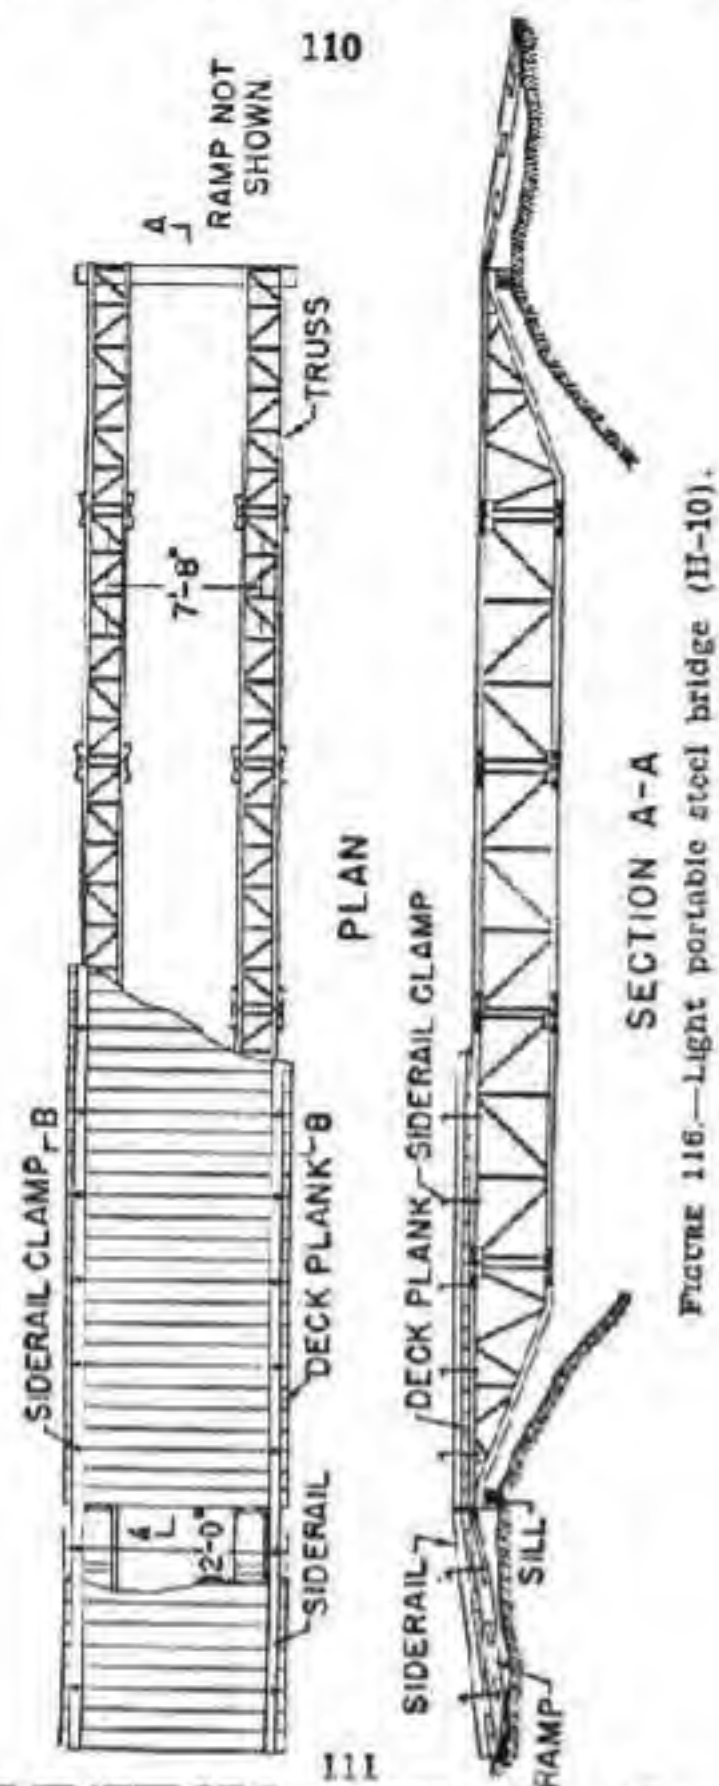 110
RAMP NOT
SHOWN
A
TRUSS
7'-8"
PLAN
SIDERAIL CLAMP-B
DECK PLANK-B
SIDERAIL
A
12'-0"
DECK PLANK
SIDERAIL CLAMP
SIDERAIL
SILL
RAMP
SECTION A-A
FIGURE 116.—Light portable steel bridge (H-10).
111